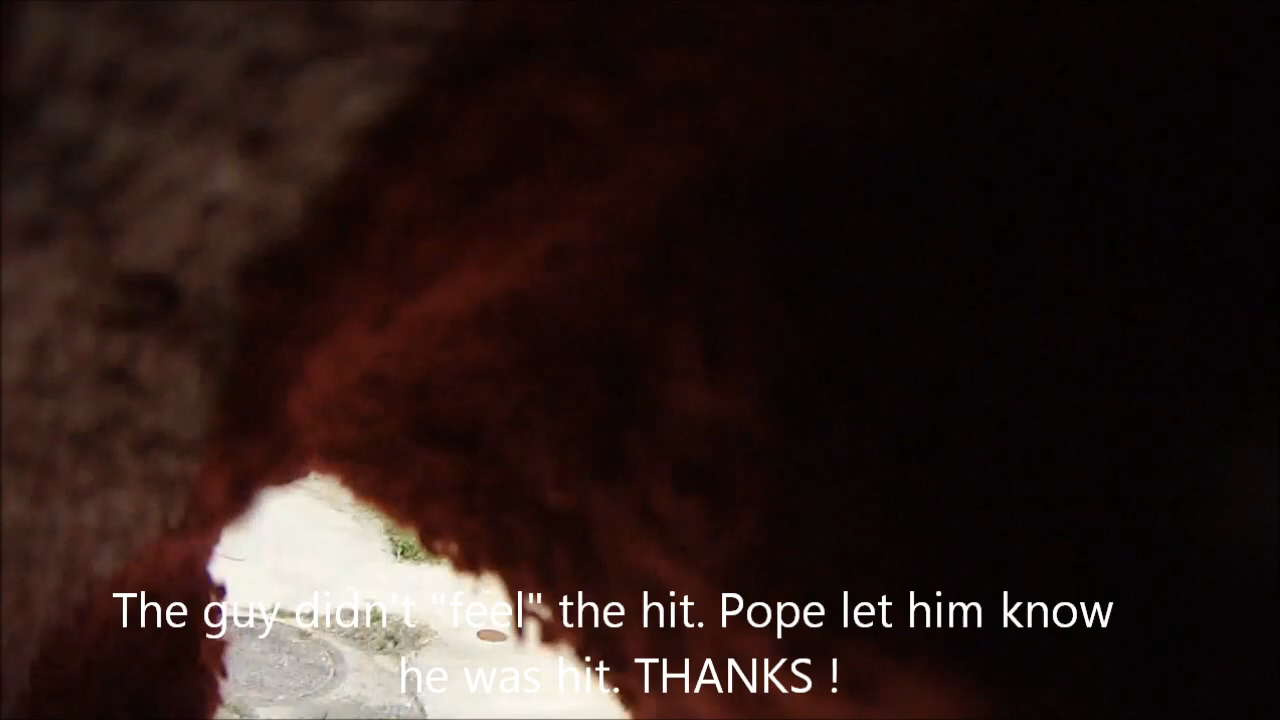 The guy didn't "feel" the hit. Pope let him know
he was hit. THANKS !